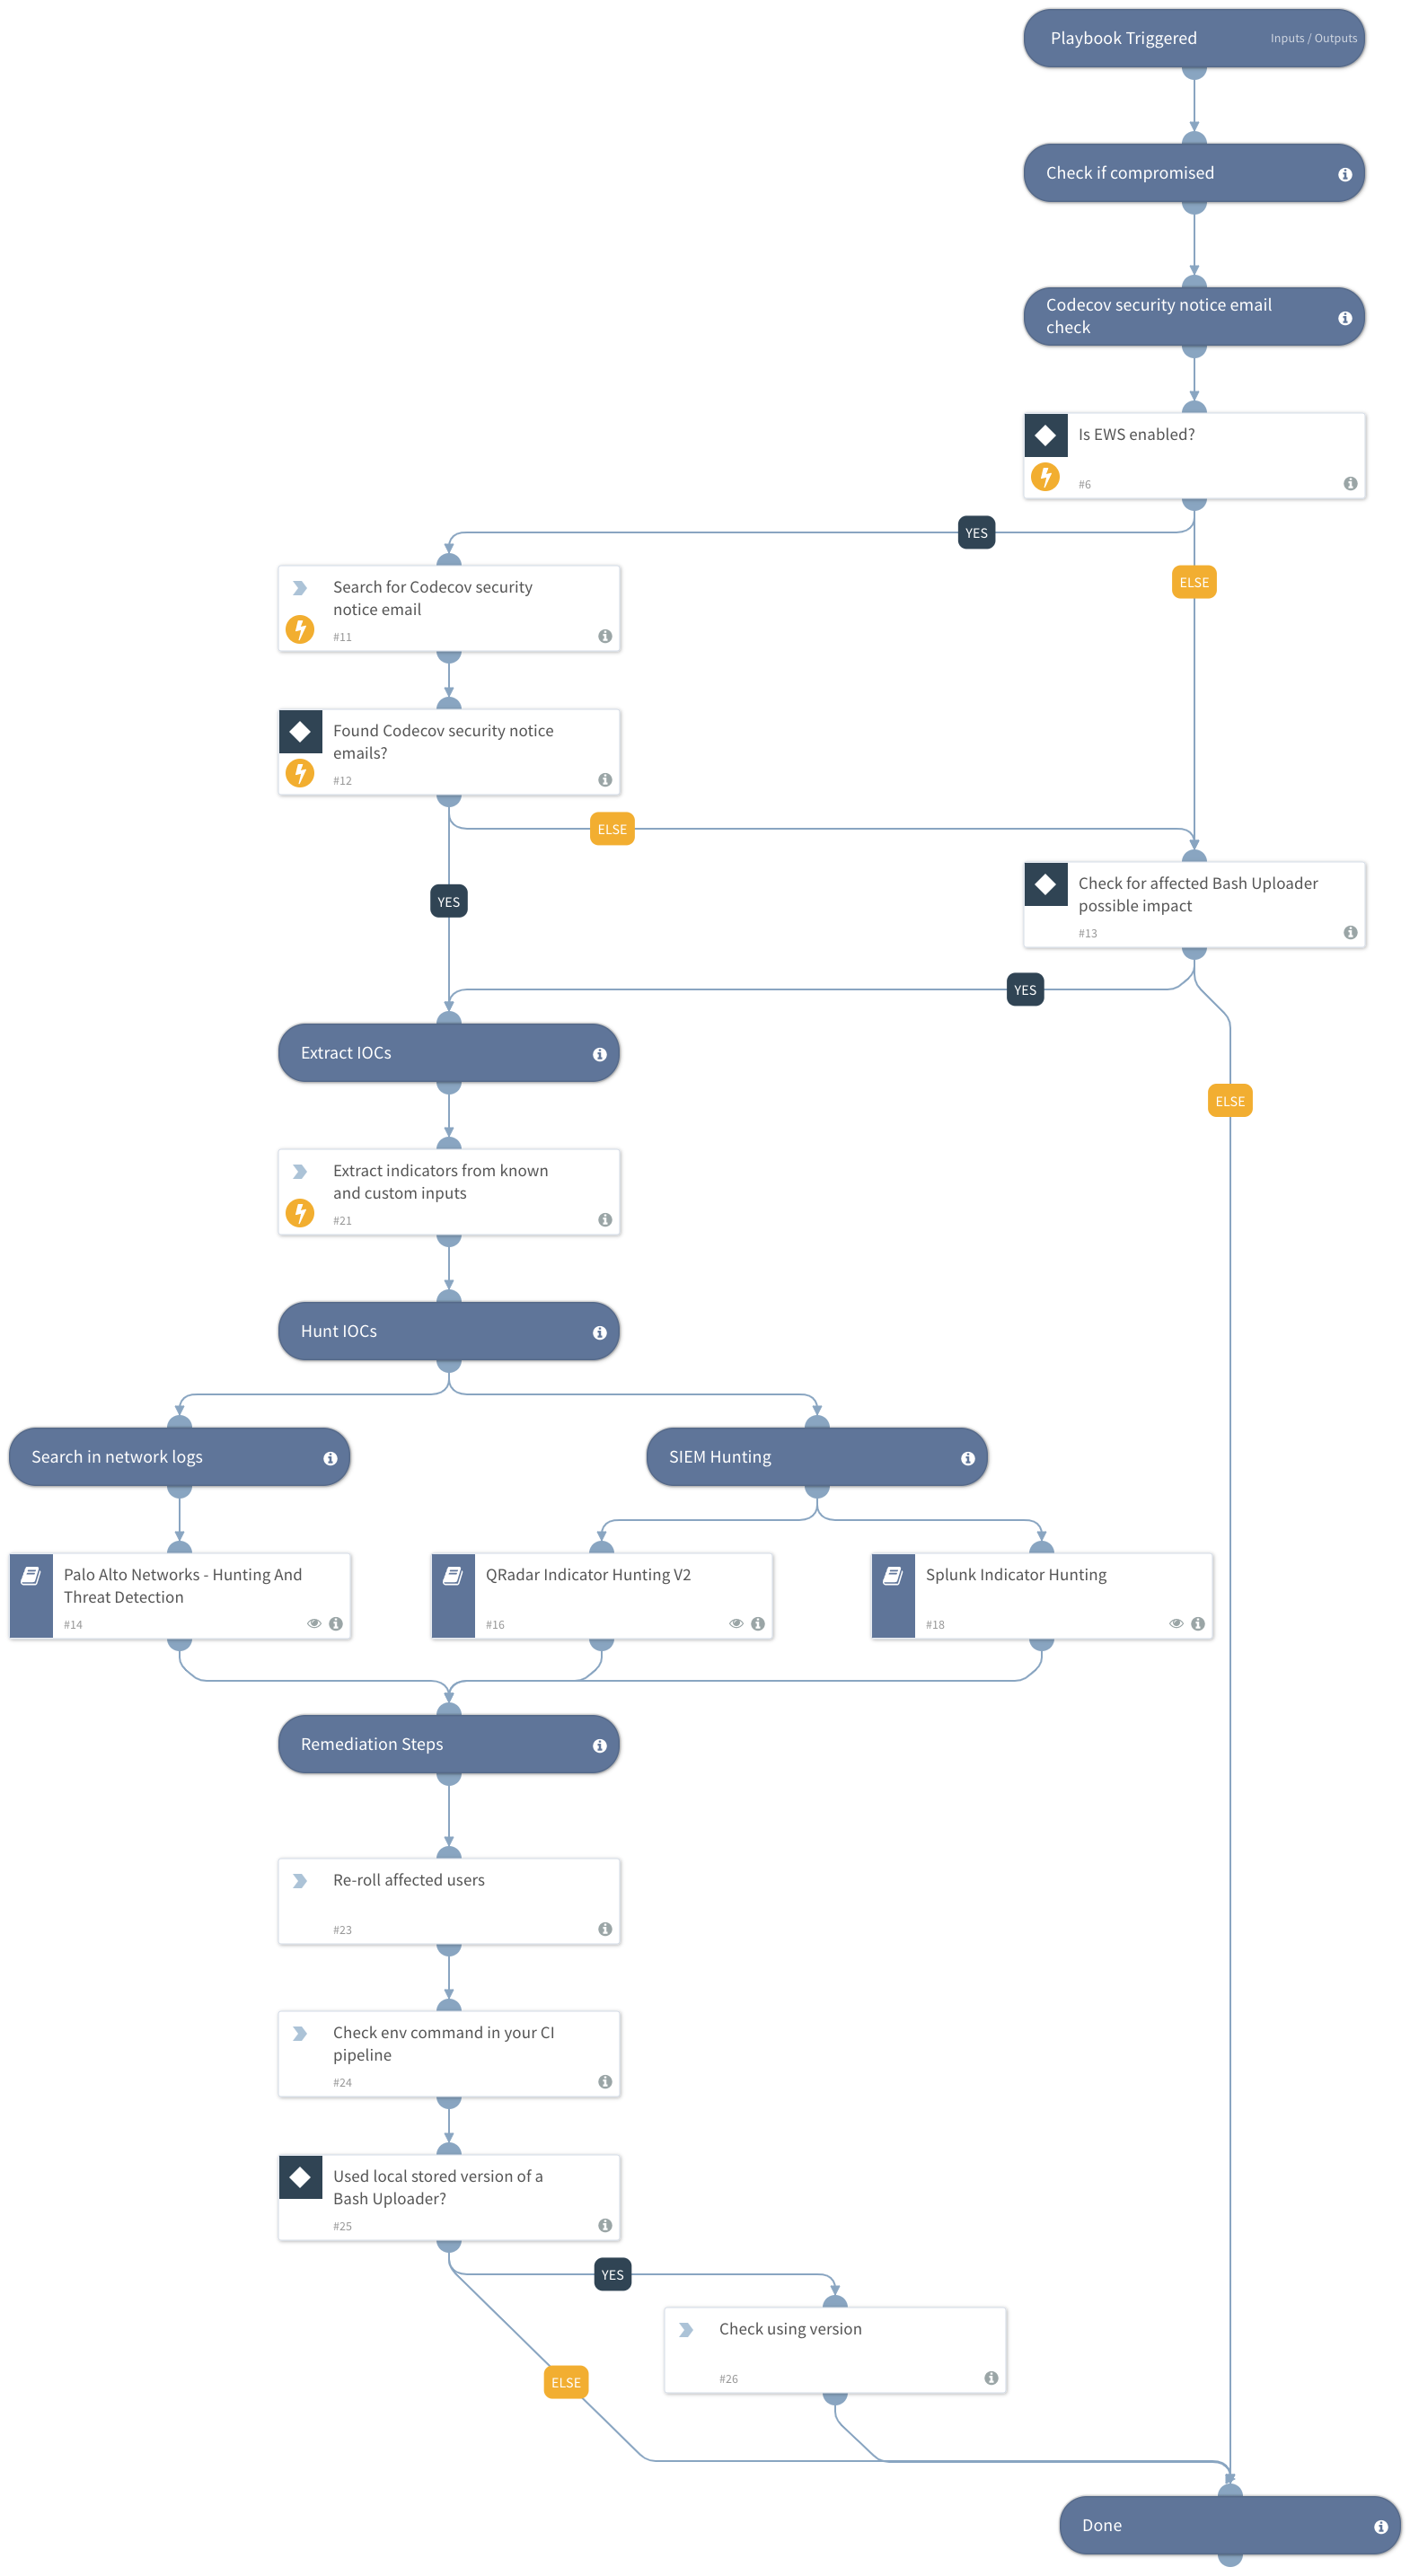 Playbook Triggered
Inputs / Outputs
Check if compromised
Codecov security notice email
check
Is EWS enabled?
#6
YES
ELSE
Search for Codecov security
notice email
#11
Found Codecov security notice
emails?
#12
ELSE
YES
Check for affected Bash Uploader
possible impact
#13
YES
ELSE
Extract IOCs
Extract indicators from known
and custom inputs
#21
Hunt IOCs
Search in network logs
SIEM Hunting
Palo Alto Networks - Hunting And
Threat Detection
#14
QRadar Indicator Hunting V2
#16
Splunk Indicator Hunting
#18
Remediation Steps
Re-roll affected users
#23
Check env command in your CI
pipeline
#24
Used local stored version of a
Bash Uploader?
#25
YES
ELSE
Check using version
#26
Done